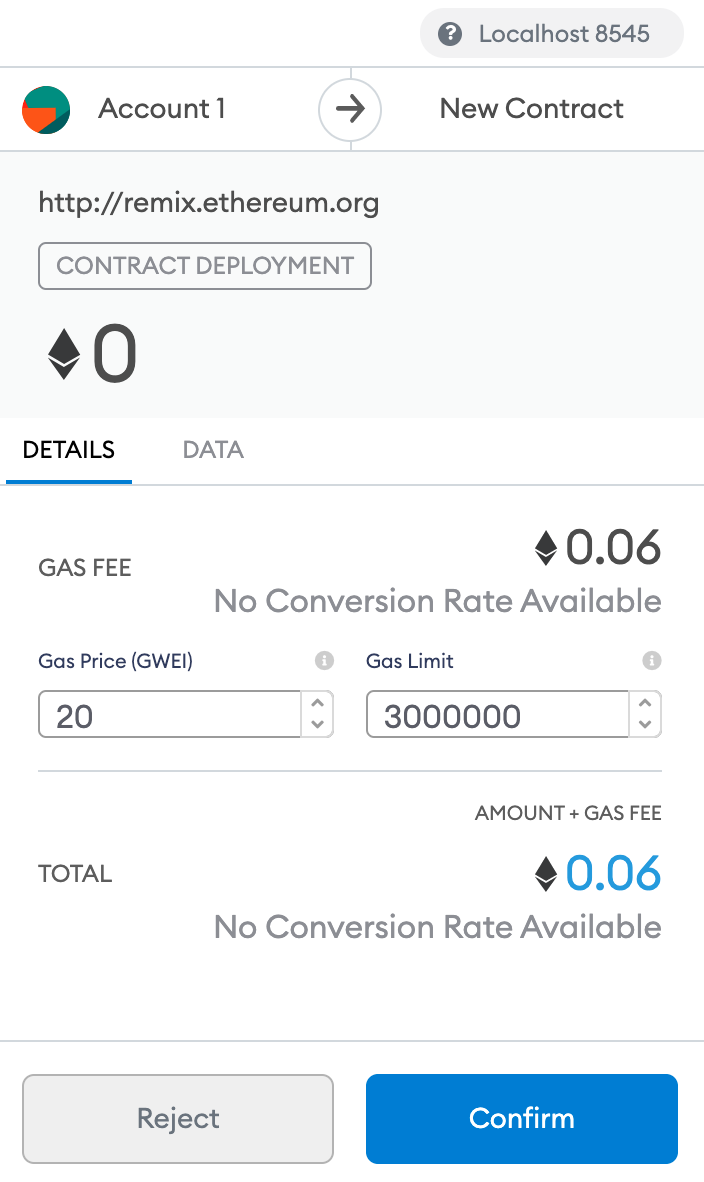 Localhost 8545
Account 1
New Contract
http://remix.ethereum.org
CONTRACT DEPLOYMENT
0
DETAILS DATA
GAS FEE
0.06
No Conversion Rate Available
Gas Price (GWEI)
Gas Limit
20
3000000
AMOUNT + GAS FEE
TOTAL
0.06
No Conversion Rate Available
Reject
Confirm